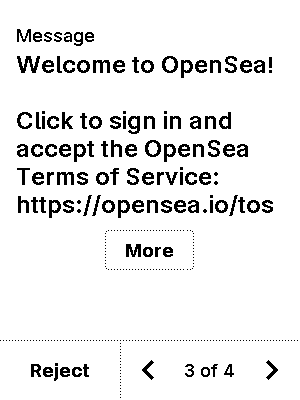 Message
Welcome to OpenSea!
Click to sign in and
accept the OpenSea
Terms of Service:
https://opensea.io/tos
More
Reject
3 of 4